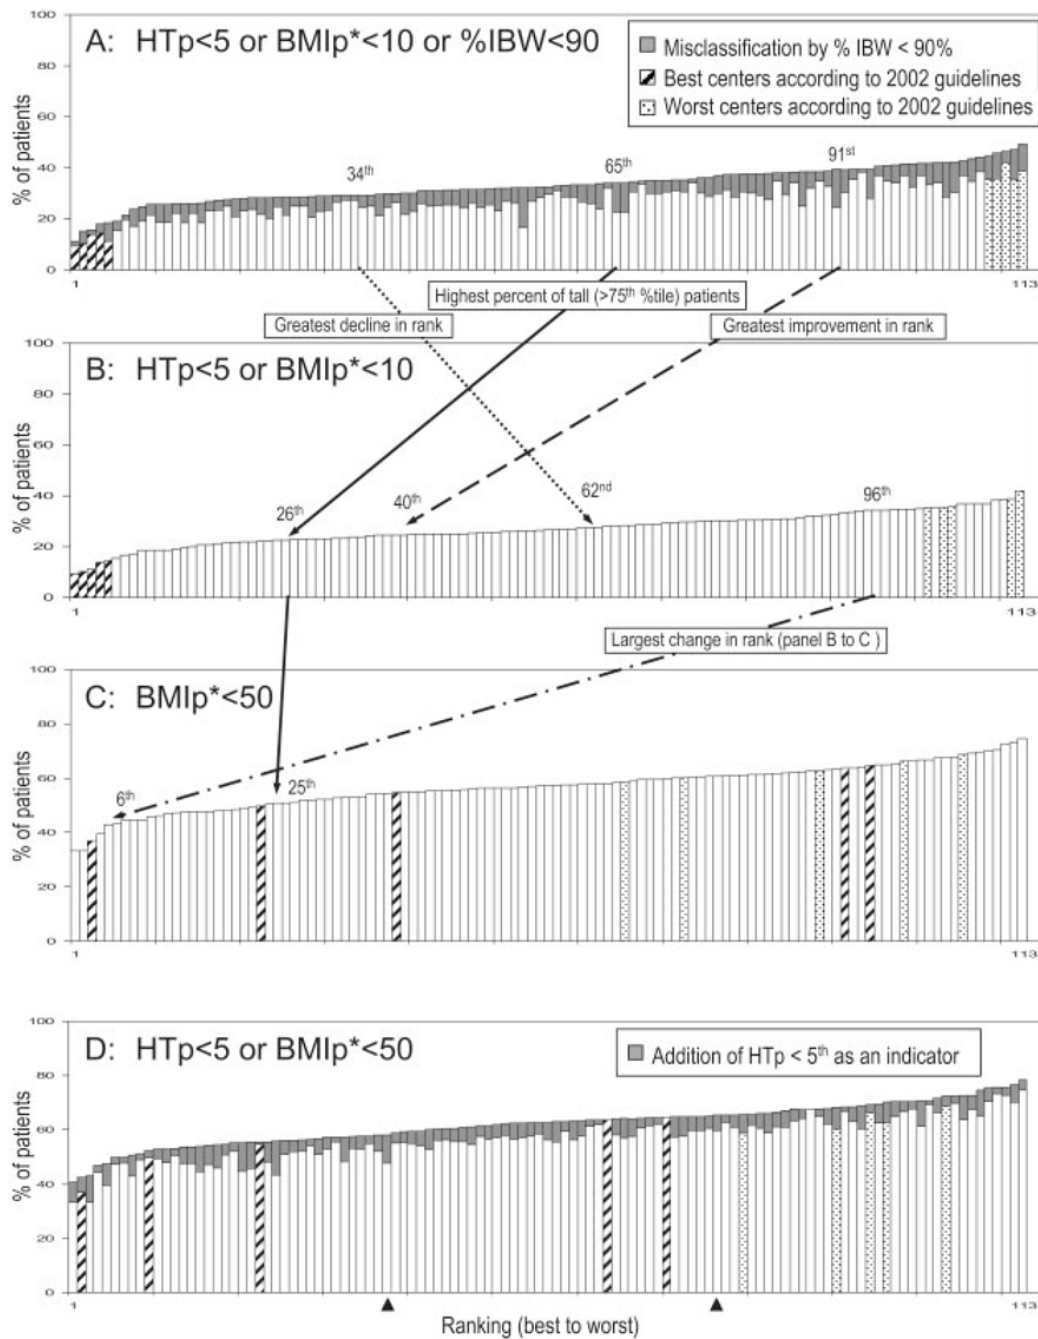 100
A: HTp<5 or BMIp*<10 or %IBW<90
Misclassification by % IBW < 90%
Best centers according to 2002 guidelines
Worst centers according to 2002 guidelines
80
60
40
20
0
% of patients
34th
65th
91st
1
113
Highest percent of tall (>75th %tile) patients
Greatest decline in rank
Greatest improvement in rank
100
B: HTp<5 or BMIp*<10
80
60
40
20
0
% of patients
26th
40th
62nd
96th
1
113
Largest change in rank (panel B to C )
100
C: BMIp*<50
80
60
40
20
0
% of patients
6th
25th
1
113
100
D: HTp<5 or BMIp*<50
Addition of HTp < 5th as an indicator
80
60
40
20
0
% of patients
1
113
Ranking (best to worst)